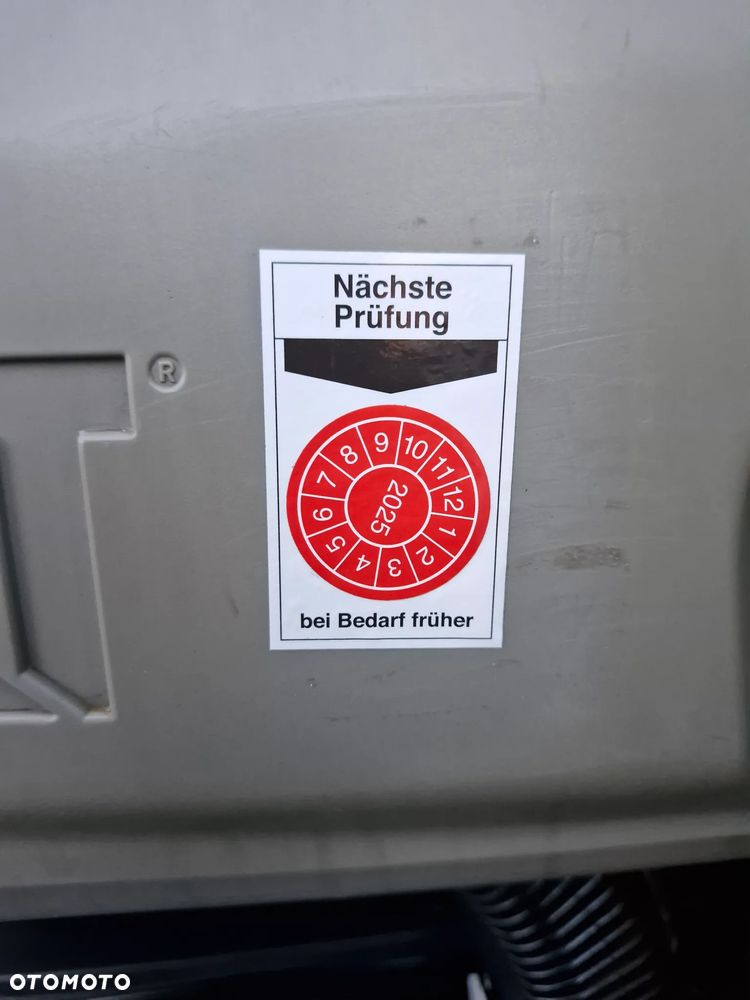 Nächste
Prüfung
®
1 2 3 4 5 6 7 8 9 10 11 12
2025
bei Bedarf früher
OTOMOTO